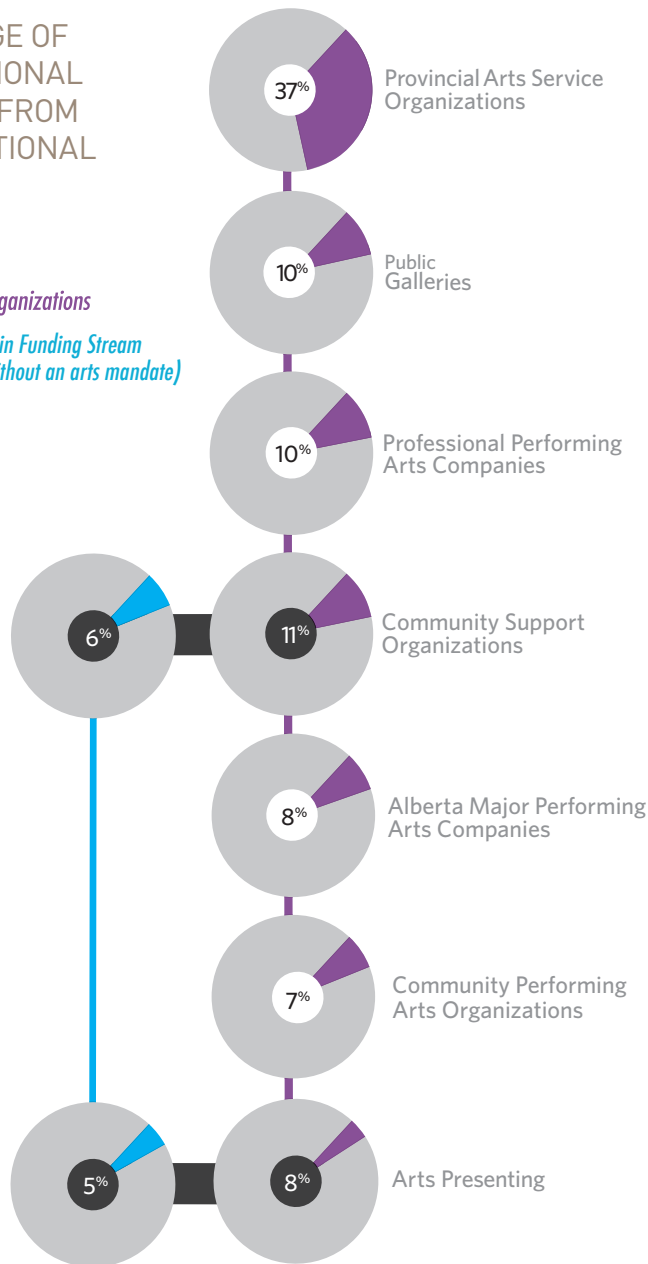 GE OF
IONAL
FROM
TIONAL
ganizations
in Funding Stream
thout an arts mandate)
37%
Provincial Arts Service
Organizations
10%
Public
Galleries
10%
Professional Performing
Arts Companies
6%
11%
Community Support
Organizations
8%
Alberta Major Performing
Arts Companies
7%
Community Performing
Arts Organizations
5%
8%
Arts Presenting